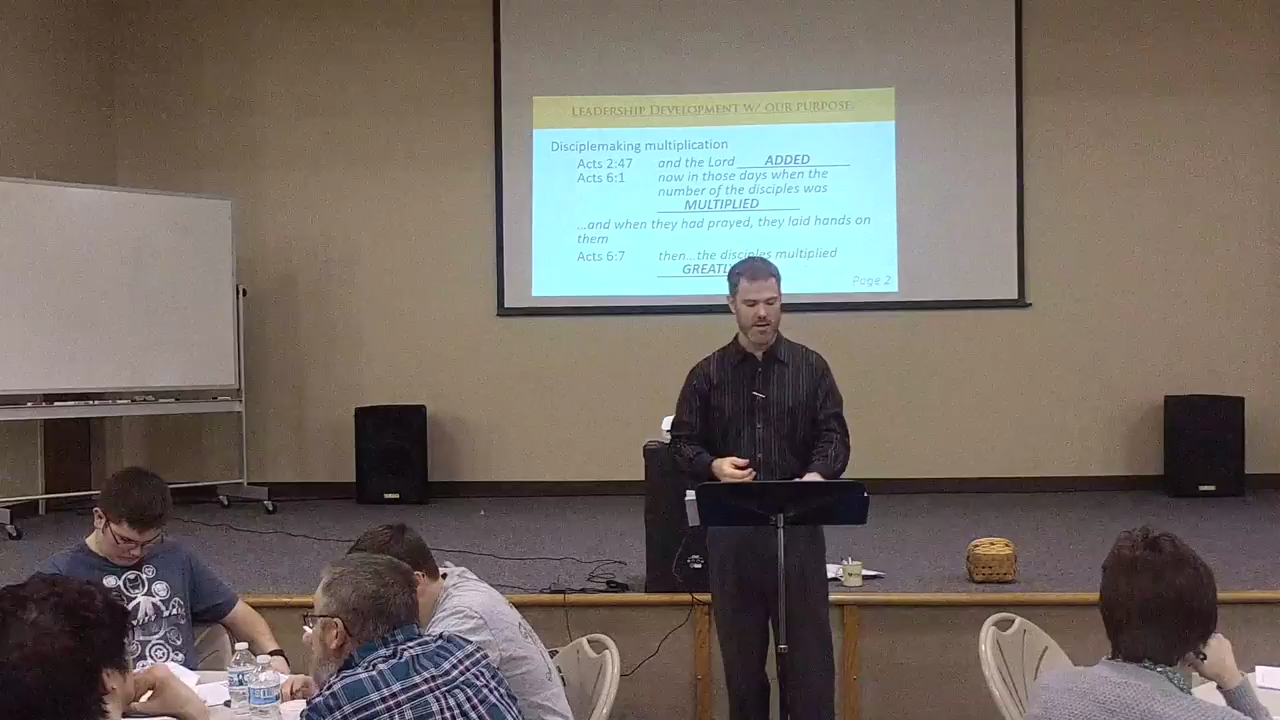 LEADERSHIP DEVELOPMENT W/ OUR PURPOSE
Disciplemaking multiplication
Acts 2:47 and the Lord ADDED
Acts 6:1 now in those days when the
number of the disciples was
MULTIPLIED
...and when they had prayed, they laid hands on
them
Acts 6:7 then...the disciples multiplied
GREATLY
Page 2